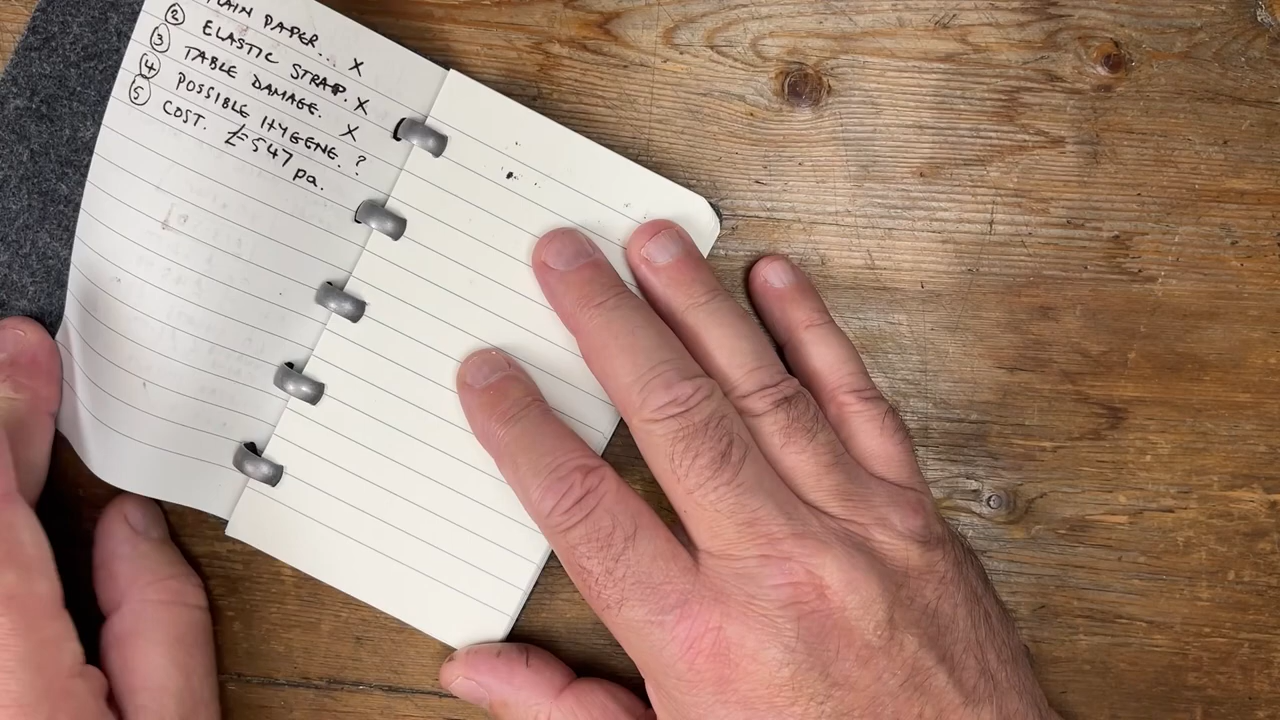 PLAIN PAPER.. X
② ELASTIC STRAP. X
③ TABLE DAMAGE. X
④ POSSIBLE HYGENE. ?
⑤ COST. £547
pa.